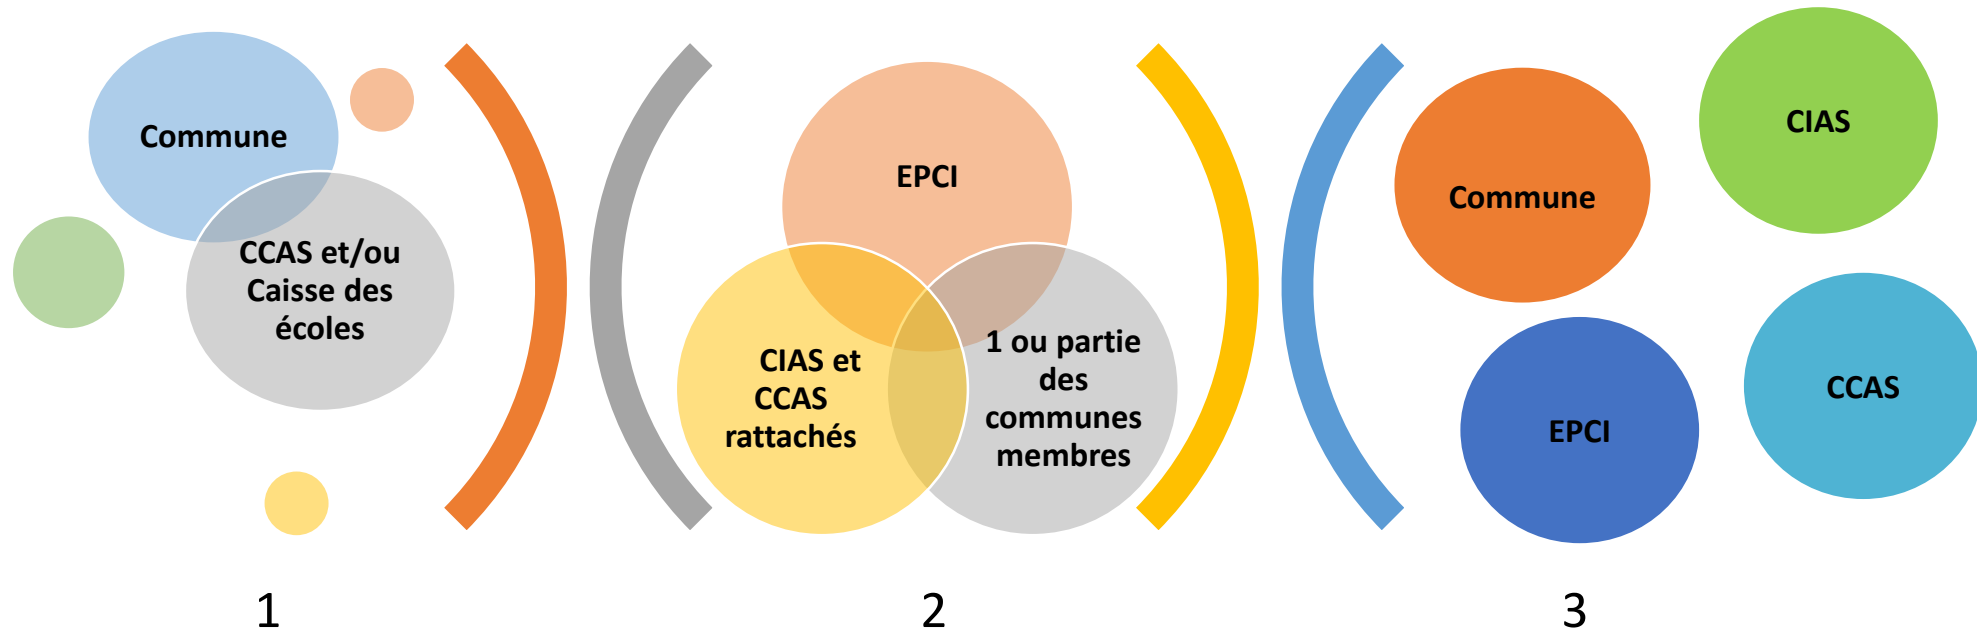 Commune
CCAS et/ou
Caisse des
écoles
1
EPCI
CIAS et
CCAS
rattachés
1 ou partie
des
communes
membres
2
Commune
CIAS
EPCI
CCAS
3